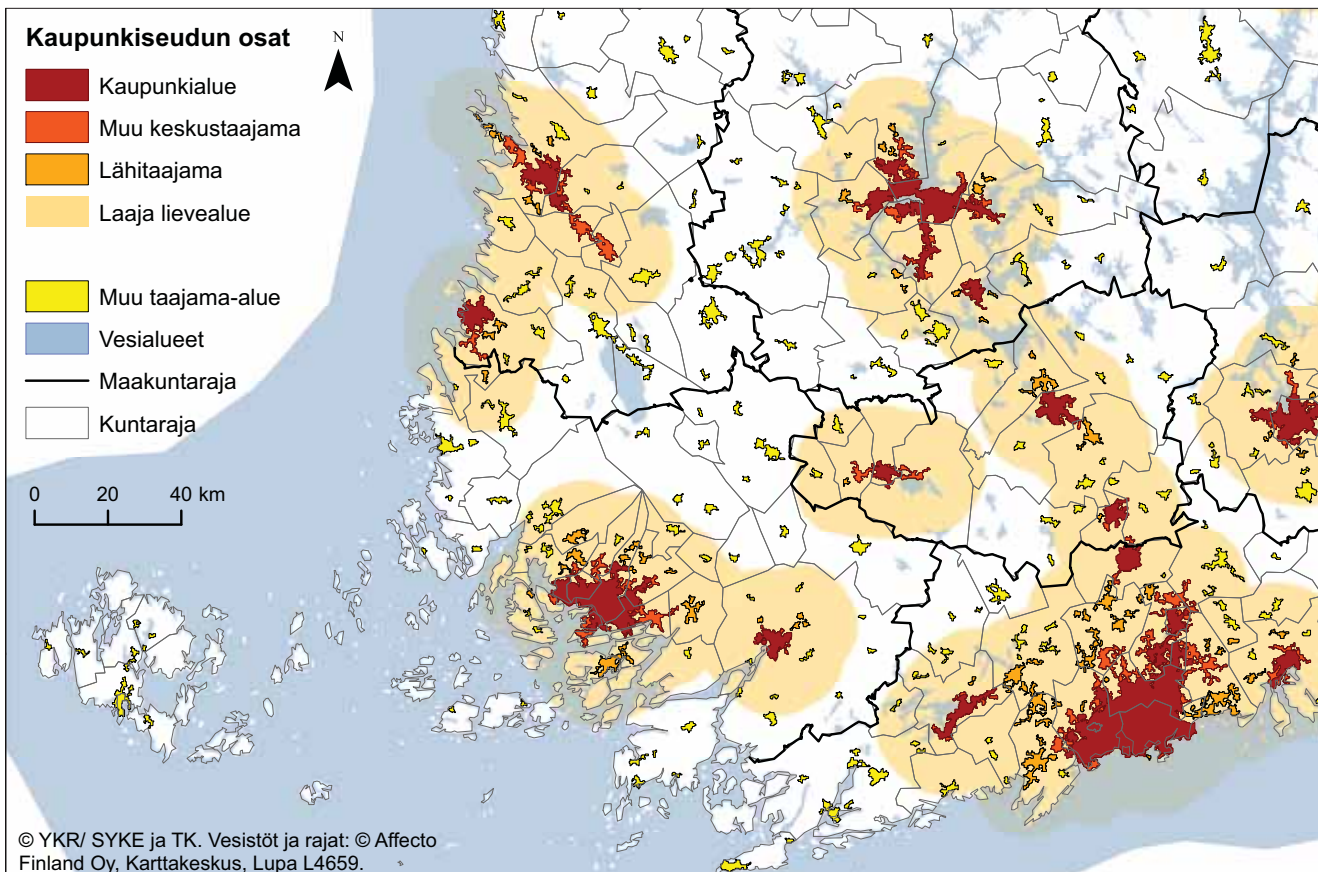 Kaupunkiseudun osat
N
Kaupunkialue
Muu keskustaajama
Lähitaajama
Laaja lievealue
Muu taajama-alue
Vesialueet
Maakuntaraja
Kuntaraja
0 20 40 km
© YKR/ SYKE ja TK. Vesistöt ja rajat: © Affecto
Finland Oy, Karttakeskus, Lupa L4659.